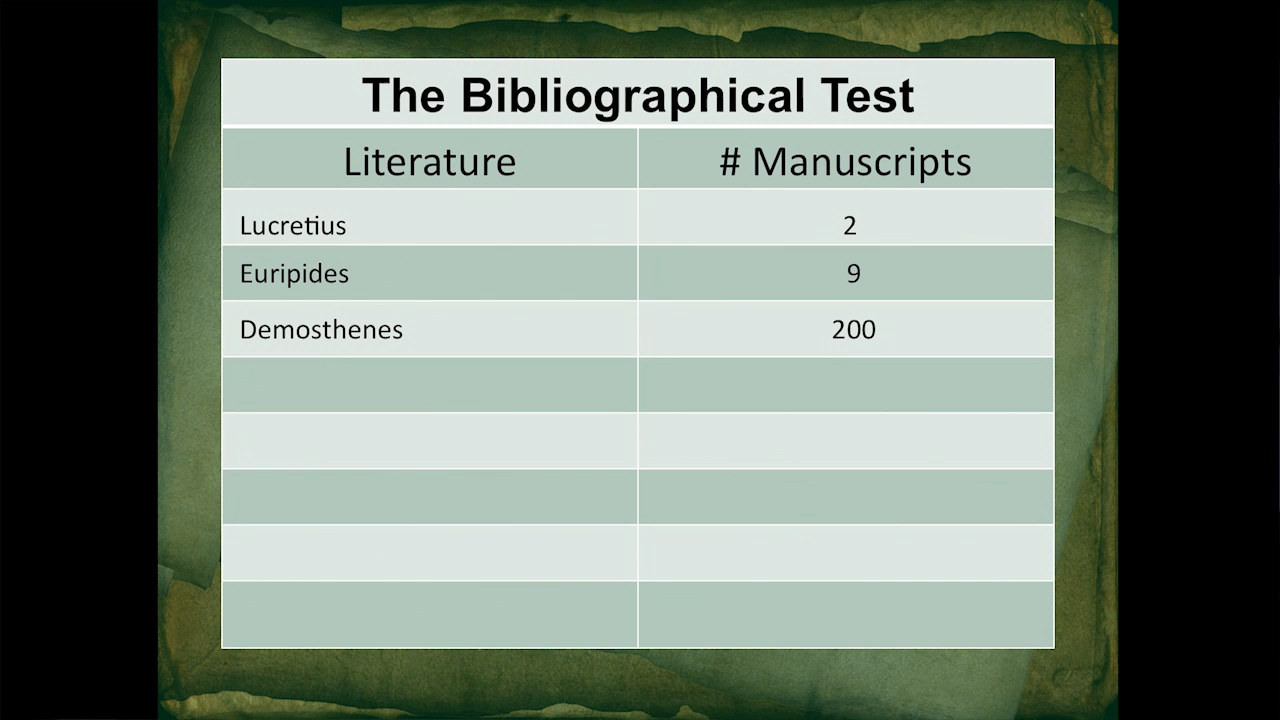 The Bibliographical Test
Literature # Manuscripts
Lucretius 2
Euripides 9
Demosthenes 200